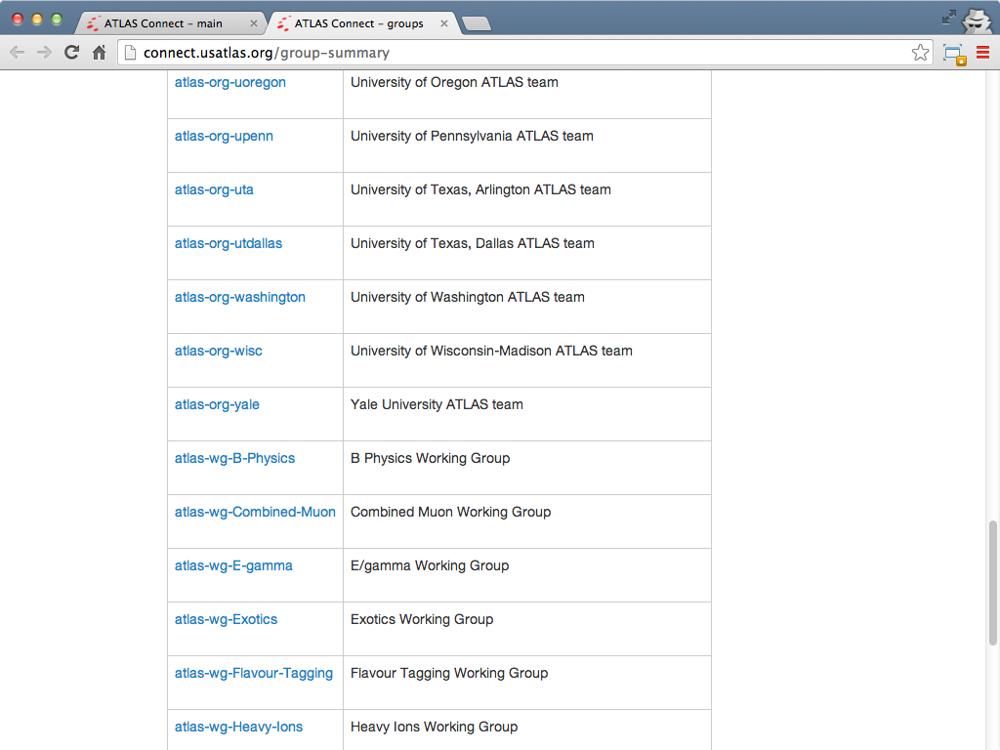 ATLAS Connect – main
ATLAS Connect – groups
connect.usatlas.org/group-summary
atlas-org-uoregon University of Oregon ATLAS team
atlas-org-upenn University of Pennsylvania ATLAS team
atlas-org-uta University of Texas, Arlington ATLAS team
atlas-org-utdallas University of Texas, Dallas ATLAS team
atlas-org-washington University of Washington ATLAS team
atlas-org-wisc University of Wisconsin-Madison ATLAS team
atlas-org-yale Yale University ATLAS team
atlas-wg-B-Physics B Physics Working Group
atlas-wg-Combined-Muon Combined Muon Working Group
atlas-wg-E-gamma E/gamma Working Group
atlas-wg-Exotics Exotics Working Group
atlas-wg-Flavour-Tagging Flavour Tagging Working Group
atlas-wg-Heavy-Ions Heavy Ions Working Group